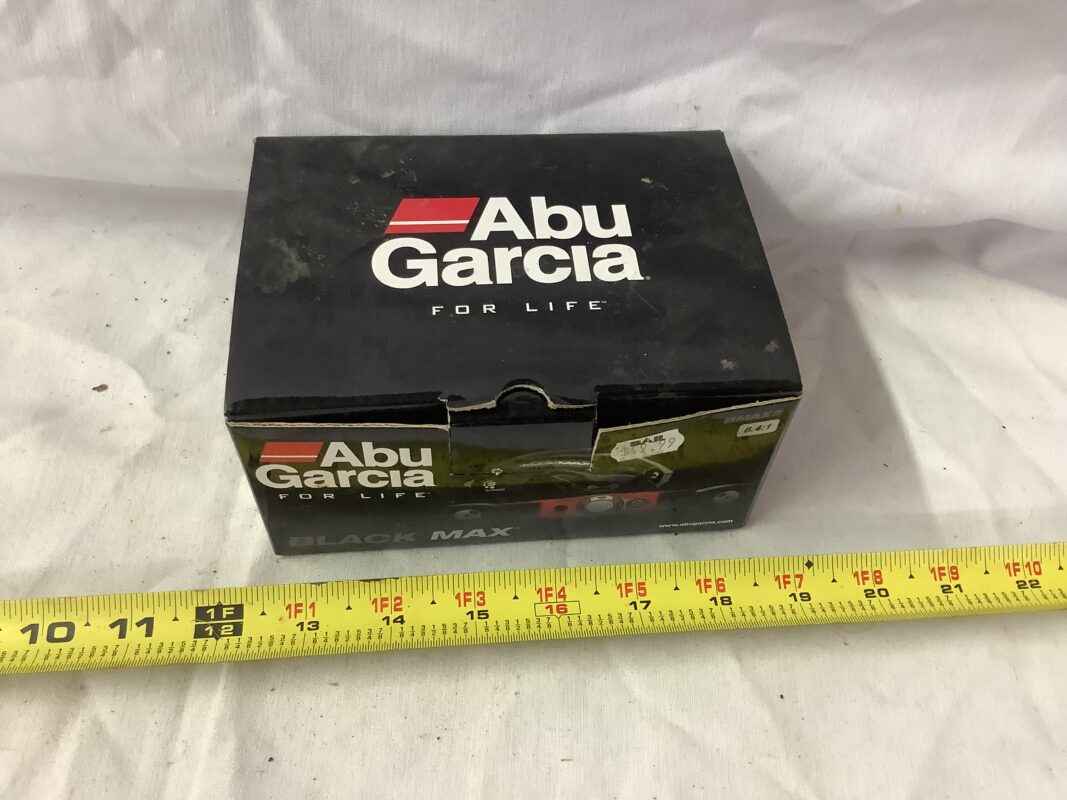 Abu
Garcia
FOR LIFE™
6.4:1
Abu
Garcia
FOR LIFE
BLACK MAX
www.abugarcia.com
10 11 1F 12 1F1 13 1F2 14 1F3 15 1F4 16 1F5 17 1F6 18 1F7 19 1F8 20 1F9 21 1F10 22